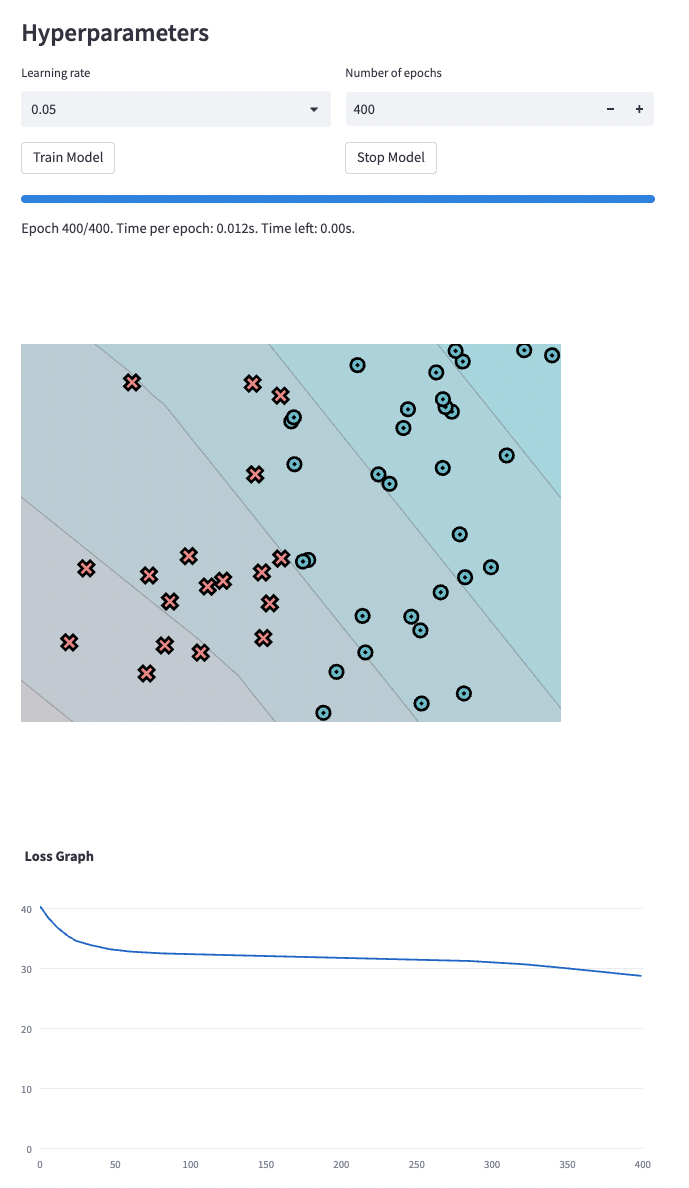 Hyperparameters
Learning rate
Number of epochs
0.05
400
Train Model
Stop Model
Epoch 400/400. Time per epoch: 0.012s. Time left: 0.00s.
Loss Graph
40
30
20
10
0
0 50 100 150 200 250 300 350 400